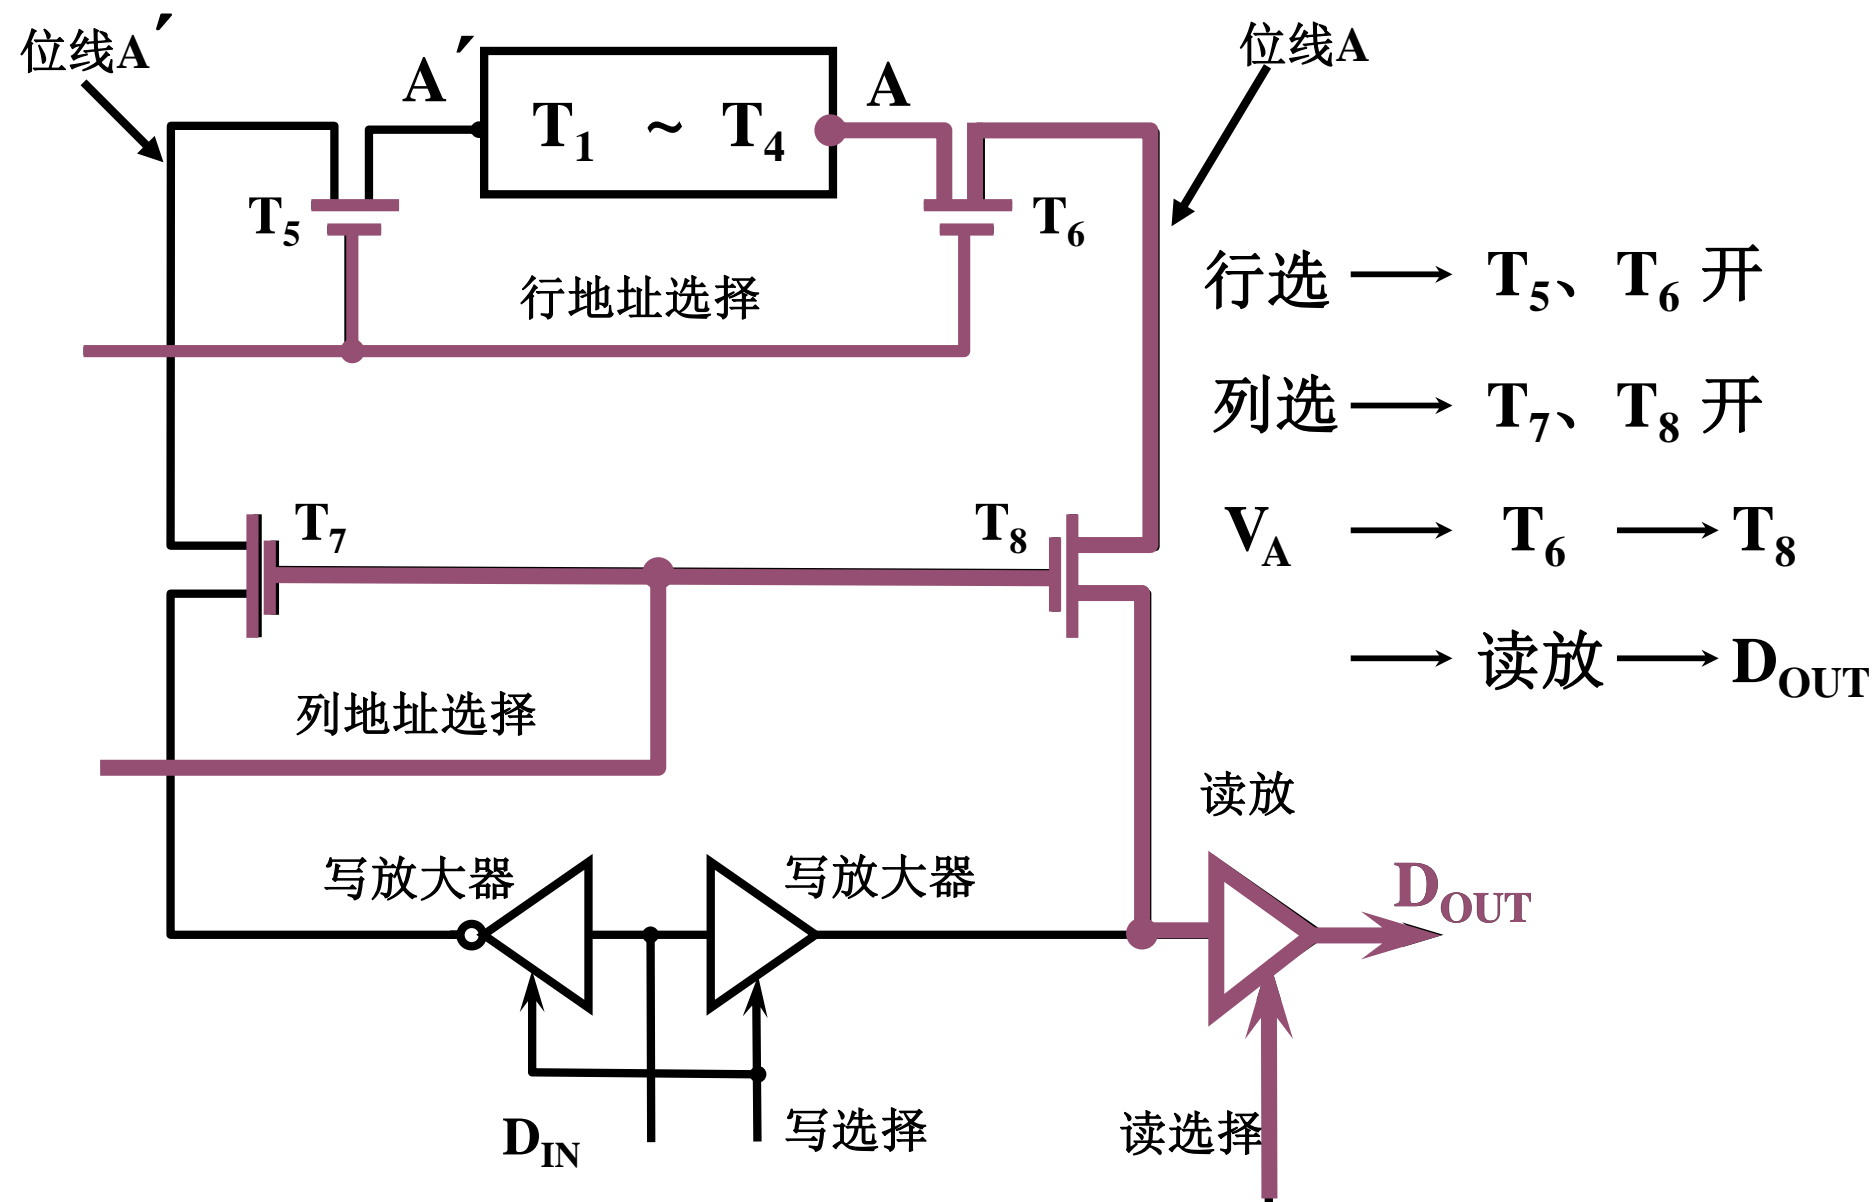 位线A′
A′
T1 ~ T4
A
位线A
T5
T6
行地址选择
行选 → T5、 T6 开
列选 → T7、 T8 开
T7
T8
VA → T6 → T8
→ 读放 → DOUT
列地址选择
读放
写放大器
写放大器
DOUT
DIN
写选择
读选择